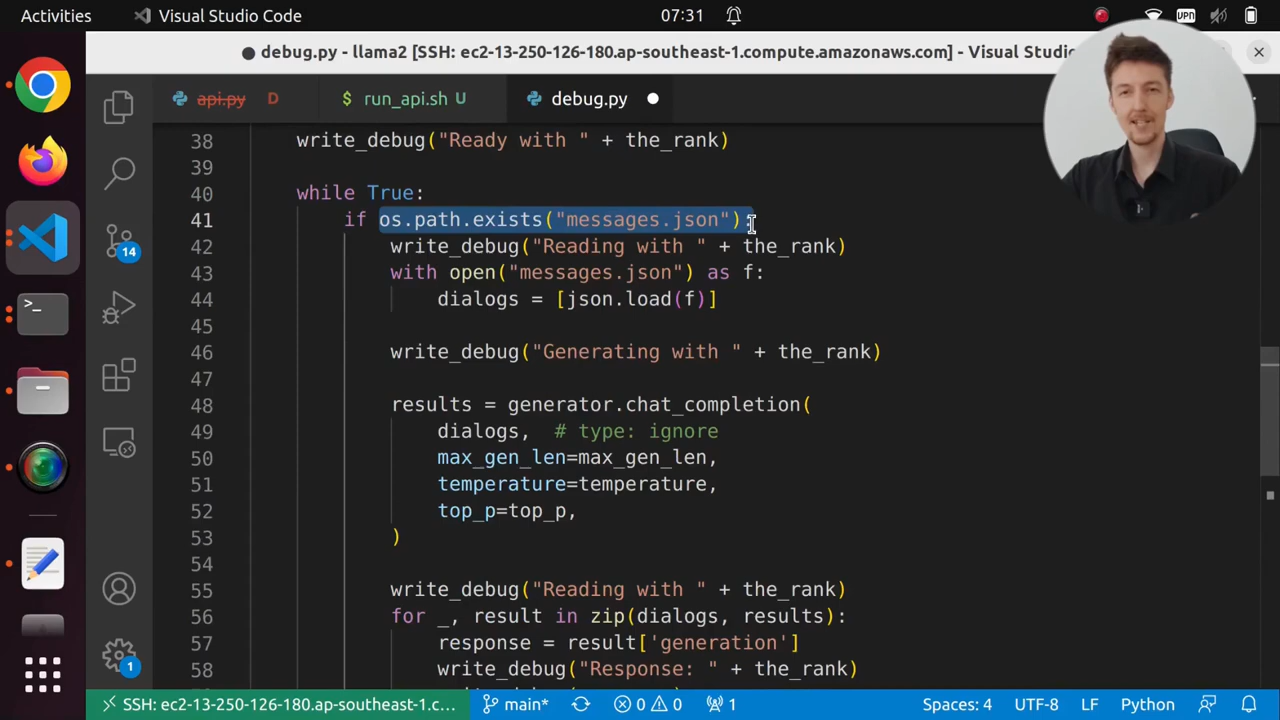 Activities
Visual Studio Code
07:31
VPN
debug.py - llama2 [SSH: ec2-13-250-126-180.ap-southeast-1.compute.amazonaws.com] - Visual Studio
api.py D
$ run_api.sh U
debug.py
38 write_debug("Ready with " + the_rank)
39
40 while True:
41 if os.path.exists("messages.json"):
42 write_debug("Reading with " + the_rank)
43 with open("messages.json") as f:
44 dialogs = [json.load(f)]
45
46 write_debug("Generating with " + the_rank)
47
48 results = generator.chat_completion(
49 dialogs, # type: ignore
50 max_gen_len=max_gen_len,
51 temperature=temperature,
52 top_p=top_p,
53 )
54
55 write_debug("Reading with " + the_rank)
56 for _, result in zip(dialogs, results):
57 response = result['generation']
58 write_debug("Response: " + the_rank)
14
1
SSH: ec2-13-250-126-180.ap-southeast-1.c...
main*
0 0
1
Spaces: 4
UTF-8
LF
Python